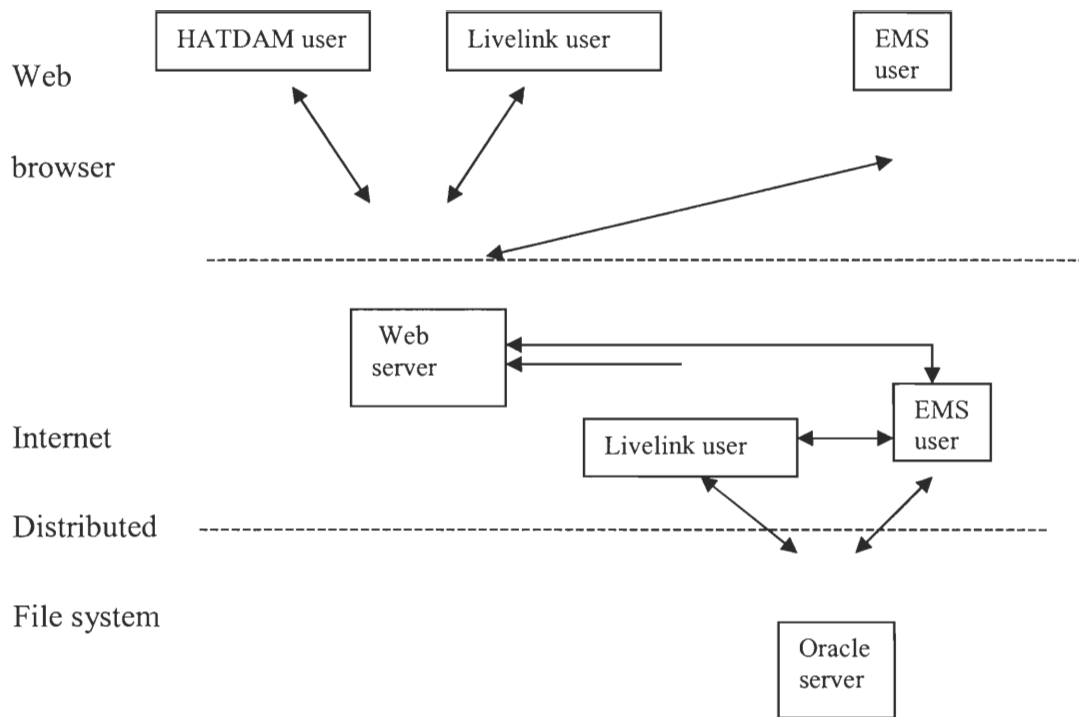 HATDAM user
Livelink user
EMS
user
Web
browser
Web
server
EMS
user
Livelink user
Internet
Distributed
File system
Oracle
server